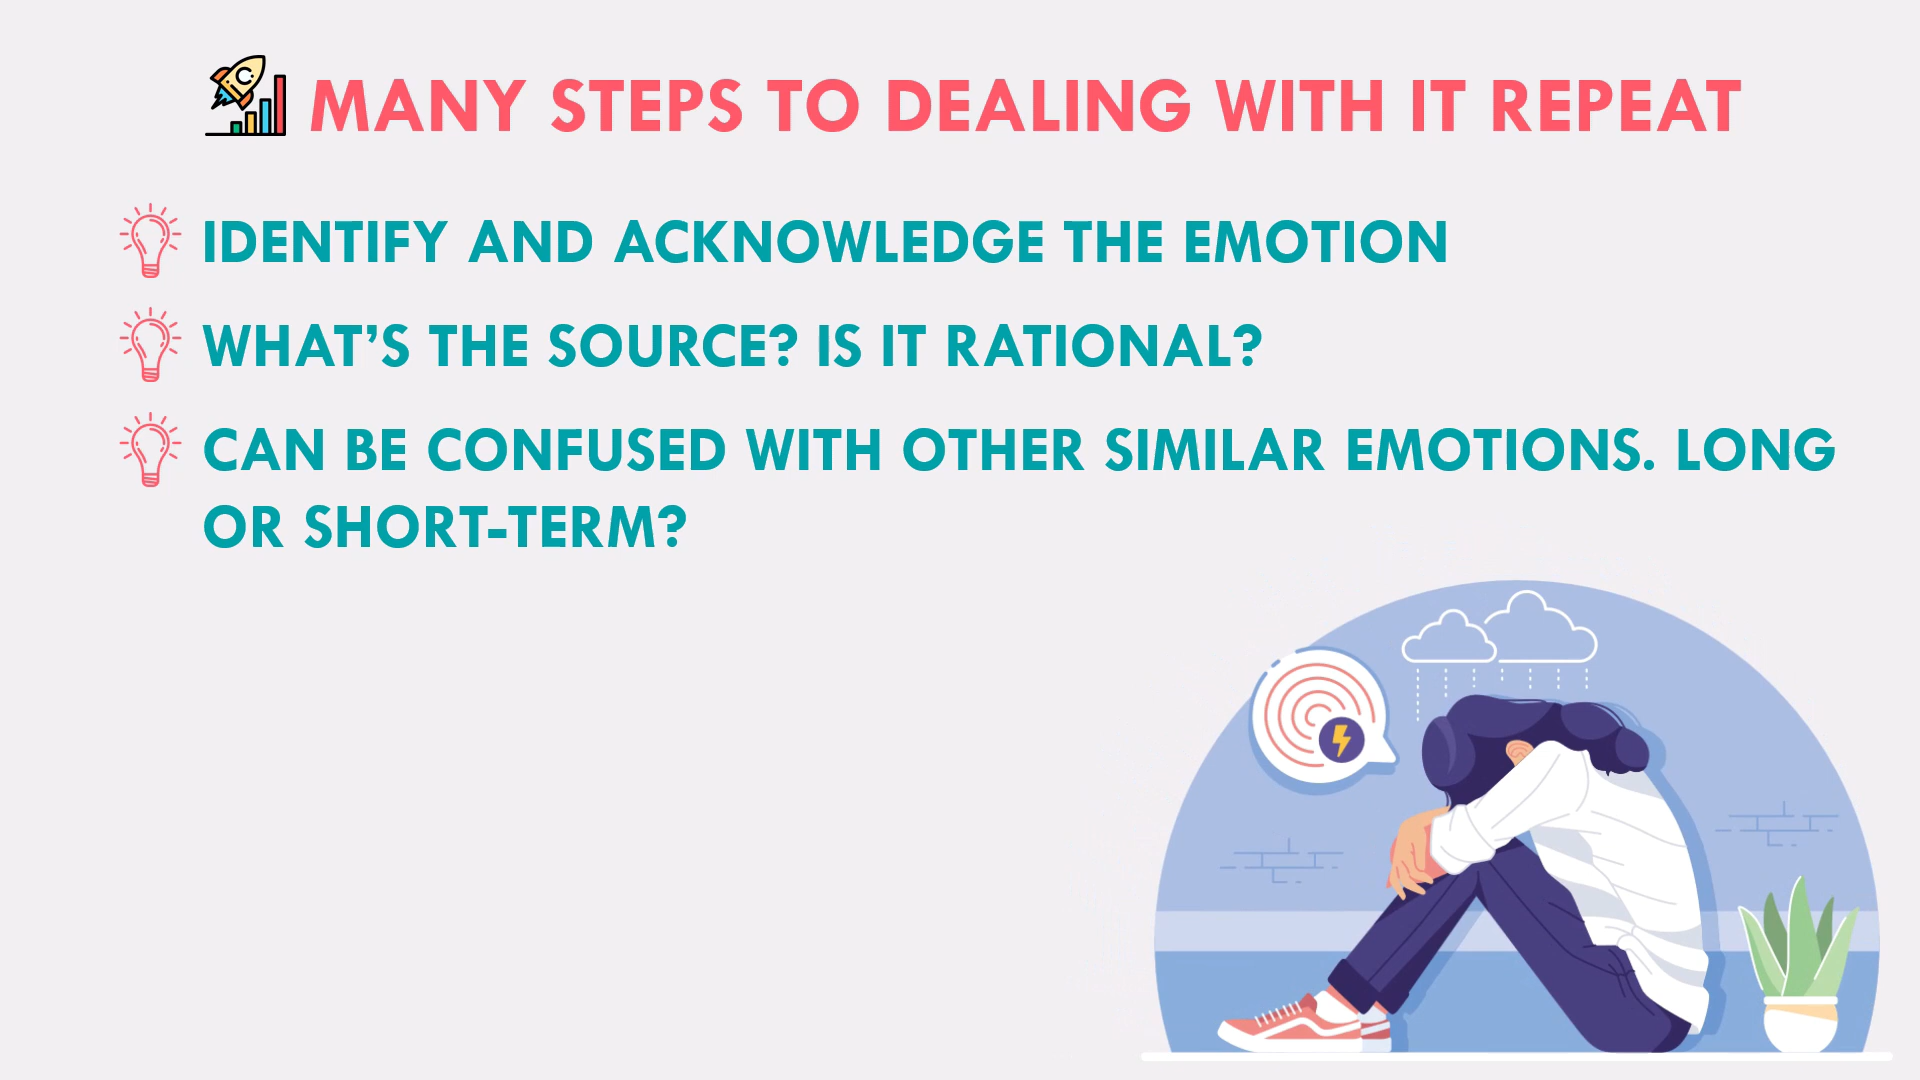 MANY STEPS TO DEALING WITH IT REPEAT
IDENTIFY AND ACKNOWLEDGE THE EMOTION
WHAT’S THE SOURCE? IS IT RATIONAL?
CAN BE CONFUSED WITH OTHER SIMILAR EMOTIONS. LONG
OR SHORT-TERM?